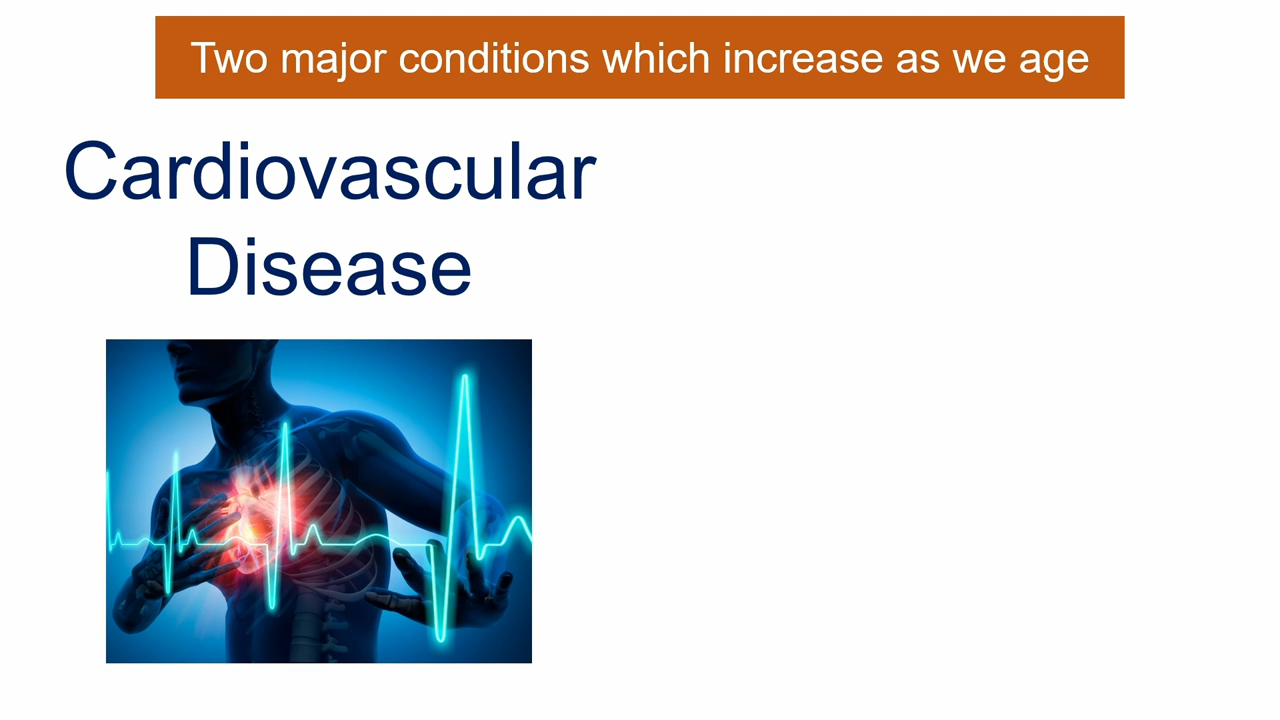 Two major conditions which increase as we age
Cardiovascular
Disease